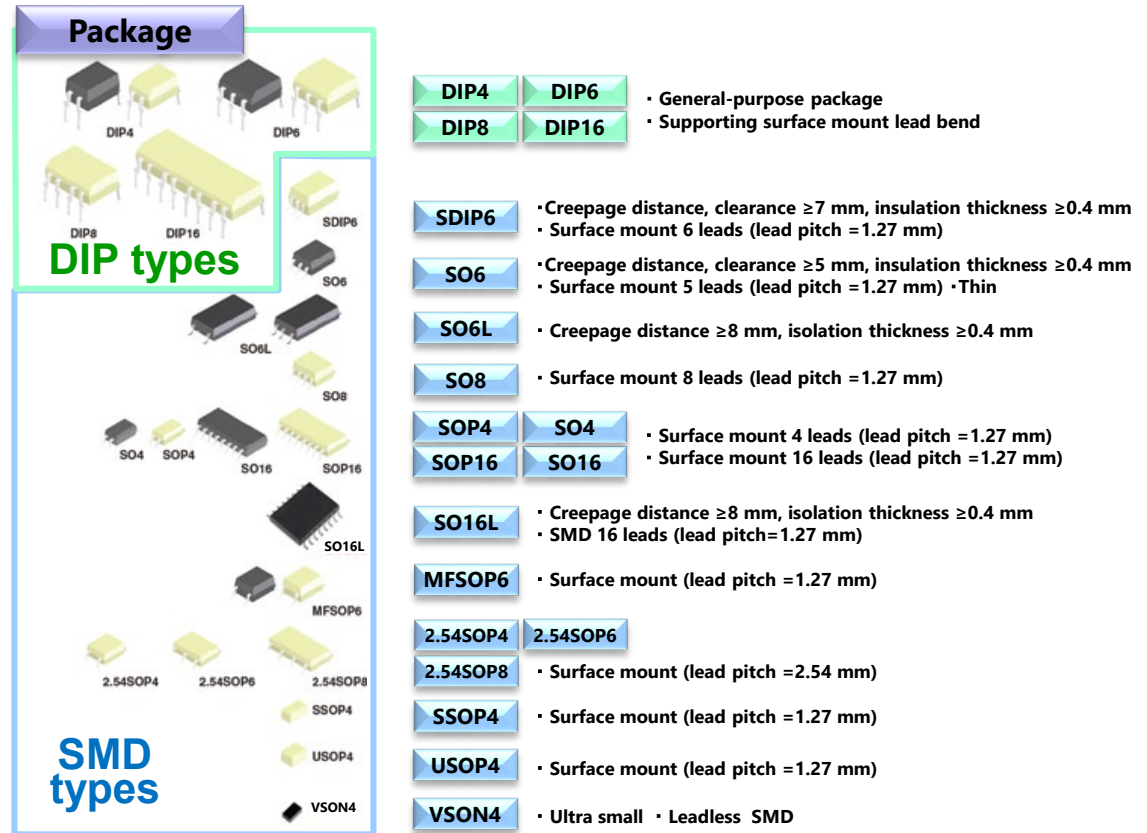 Package
DIP4
DIP6
DIP8
DIP16
DIP types
SDIP6
SO6
SO6L
SO8
SO4
SOP4
SO16
SOP16
SO16L
MFSOP6
2.54SOP4
2.54SOP6
2.54SOP8
SSOP4
USOP4
VSON4
SMD
types
DIP4 DIP6
DIP8 DIP16
・General-purpose package
・Supporting surface mount lead bend
SDIP6
・Creepage distance, clearance ≥7 mm, insulation thickness ≥0.4 mm
・Surface mount 6 leads (lead pitch =1.27 mm)
SO6
・Creepage distance, clearance ≥5 mm, insulation thickness ≥0.4 mm
・Surface mount 5 leads (lead pitch =1.27 mm) ・Thin
SO6L
・Creepage distance ≥8 mm, isolation thickness ≥0.4 mm
SO8
・Surface mount 8 leads (lead pitch =1.27 mm)
SOP4 SO4
SOP16 SO16
・Surface mount 4 leads (lead pitch =1.27 mm)
・Surface mount 16 leads (lead pitch =1.27 mm)
SO16L
・Creepage distance ≥8 mm, isolation thickness ≥0.4 mm
・SMD 16 leads (lead pitch=1.27 mm)
MFSOP6
・Surface mount (lead pitch =1.27 mm)
2.54SOP4 2.54SOP6
2.54SOP8
・Surface mount (lead pitch =2.54 mm)
SSOP4
・Surface mount (lead pitch =1.27 mm)
USOP4
・Surface mount (lead pitch =1.27 mm)
VSON4
・Ultra small ・Leadless SMD